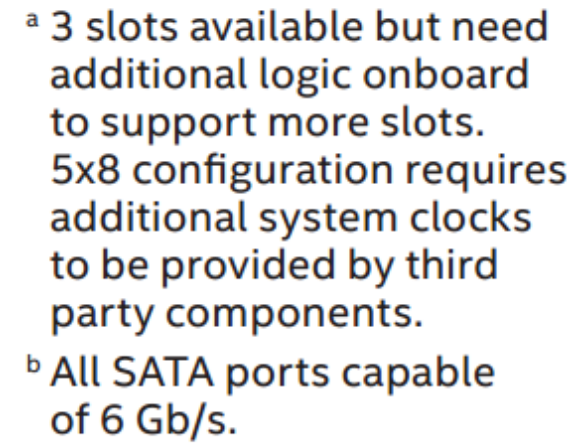 a 3 slots available but need
additional logic onboard
to support more slots.
5x8 configuration requires
additional system clocks
to be provided by third
party components.
b All SATA ports capable
of 6 Gb/s.